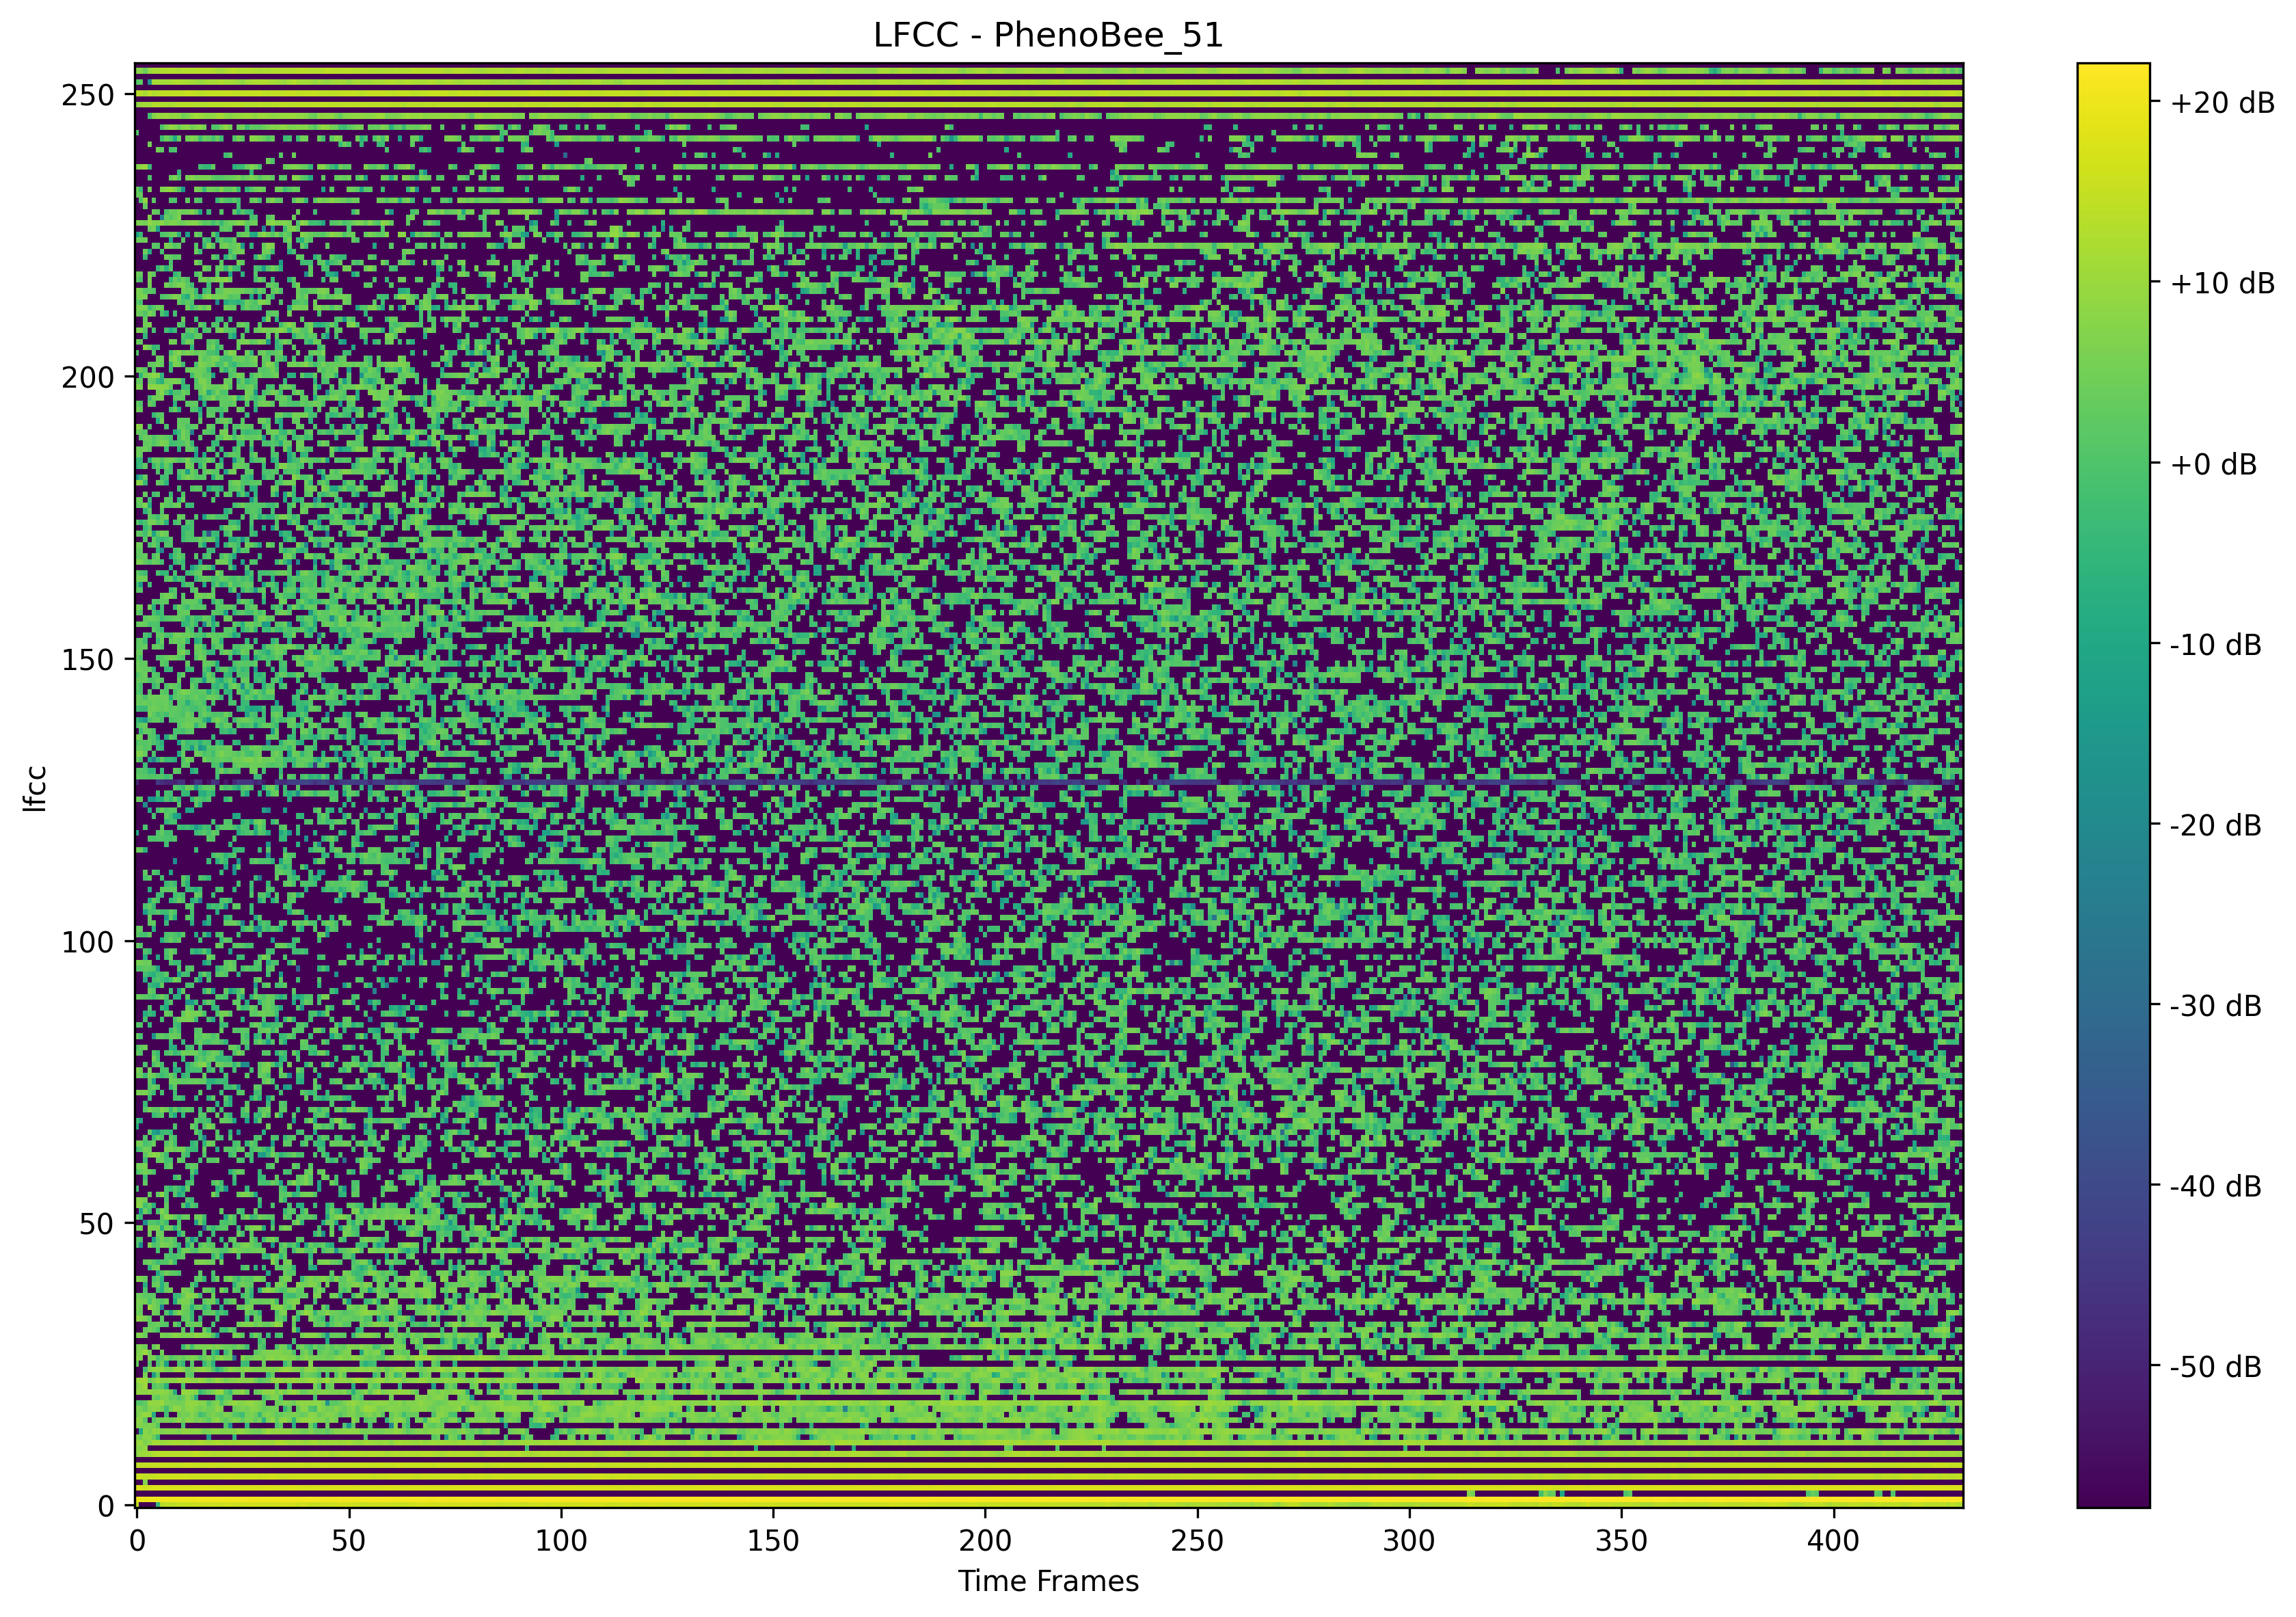 LFCC - PhenoBee_51
250
200
150
100
50
0
lfcc
0 50 100 150 200 250 300 350 400
Time Frames
+20 dB
+10 dB
+0 dB
-10 dB
-20 dB
-30 dB
-40 dB
-50 dB